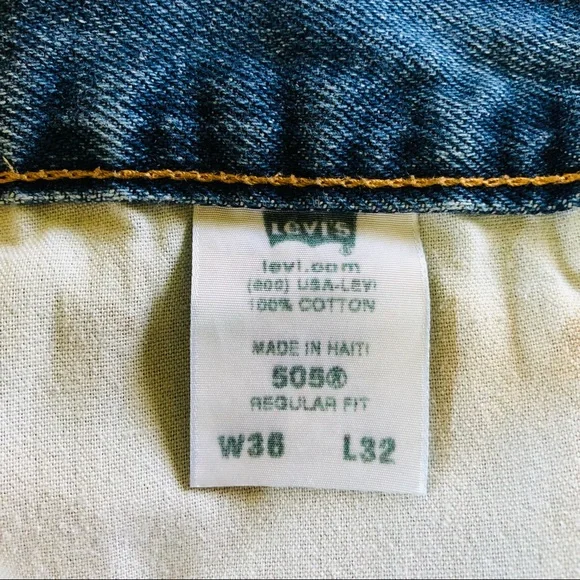 Levi's
levi.com
(800) USA-LEVI
100% COTTON
MADE IN HAITI
505®
REGULAR FIT
W36 L32